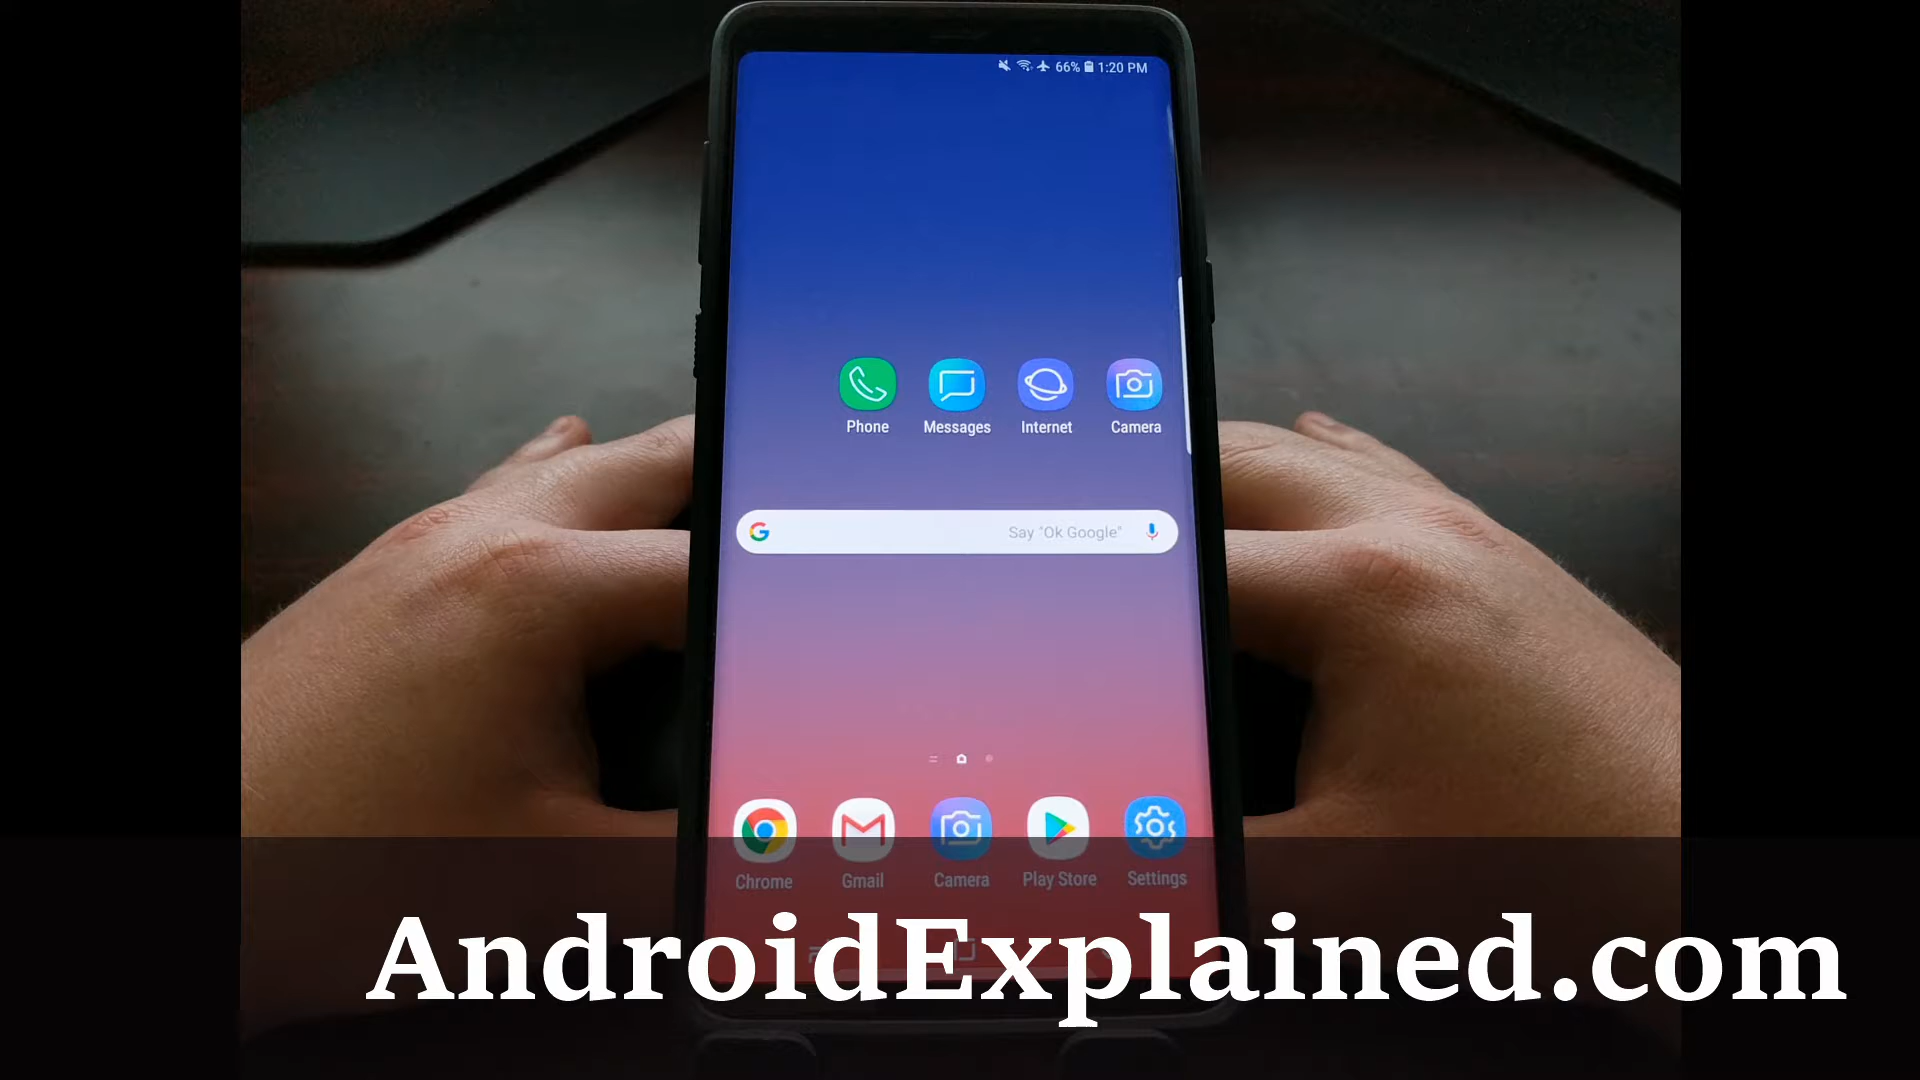 66% 1:20 PM
Phone Messages Internet Camera
G Say "Ok Google"
Chrome Gmail Camera Play Store Settings
AndroidExplained.com